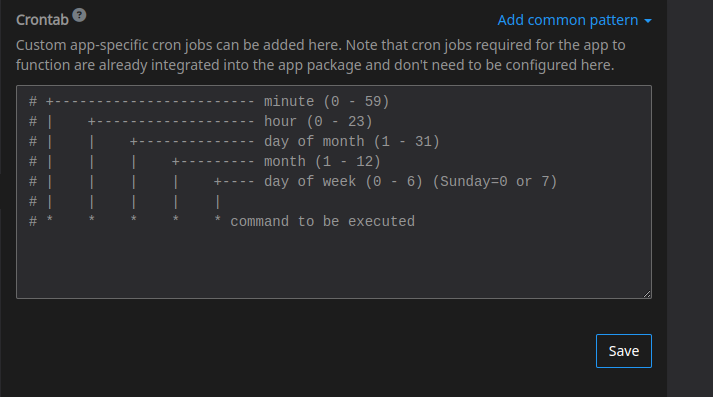 Crontab ?
Add common pattern
Custom app-specific cron jobs can be added here. Note that cron jobs required for the app to
function are already integrated into the app package and don't need to be configured here.
# +------------------------ minute (0 - 59)
# |    +------------------- hour (0 - 23)
# |    |    +-------------- day of month (1 - 31)
# |    |    |    +--------- month (1 - 12)
# |    |    |    |    +---- day of week (0 - 6) (Sunday=0 or 7)
# |    |    |    |    |
# *    *    *    *    * command to be executed
Save